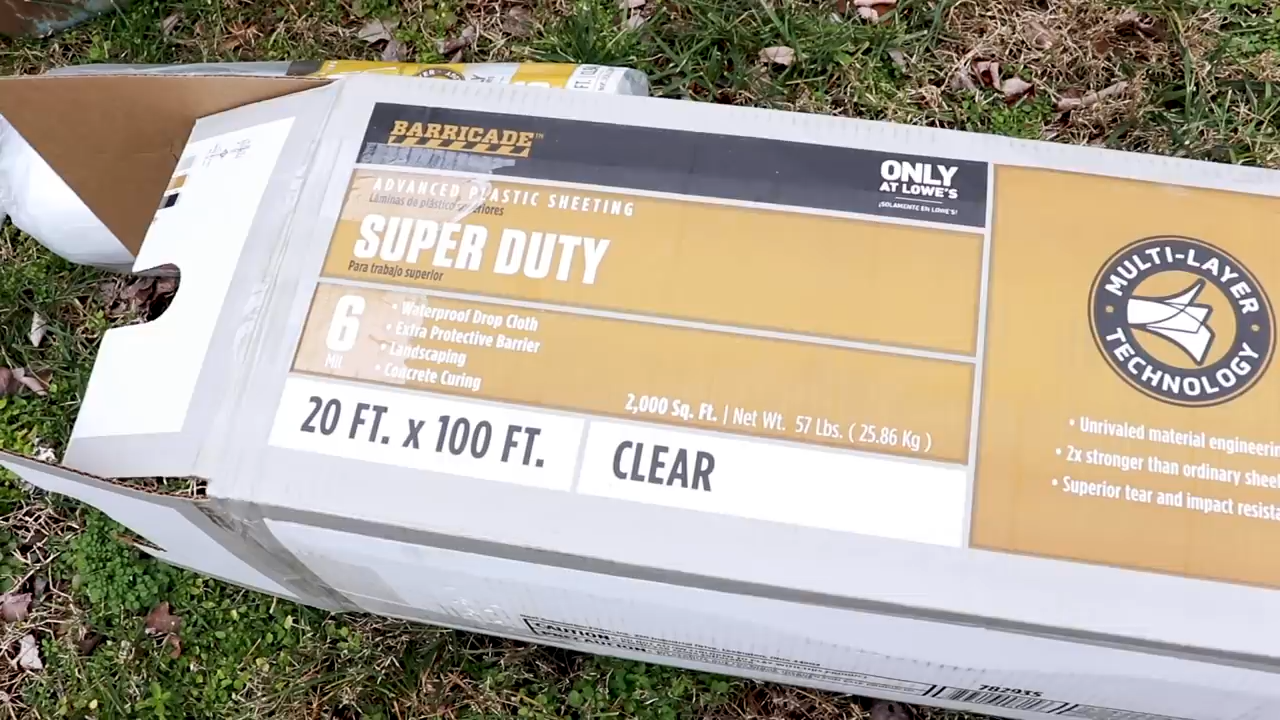 BARRICADE™
ONLY
AT LOWE'S
¡SOLAMENTE EN LOWE'S!
ADVANCED PLASTIC SHEETING
Láminas de plástico superiores
SUPER DUTY
Para trabajo superior
6
Mil
• Waterproof Drop Cloth
• Extra Protective Barrier
• Landscaping
• Concrete Curing
2,000 Sq. Ft. | Net Wt. 57 Lbs. ( 25.86 Kg )
20 FT. x 100 FT.
CLEAR
MULTI-LAYER
TECHNOLOGY
• Unrivaled material engineerin
• 2x stronger than ordinary shee
• Superior tear and impact resista
CAUTION
782935